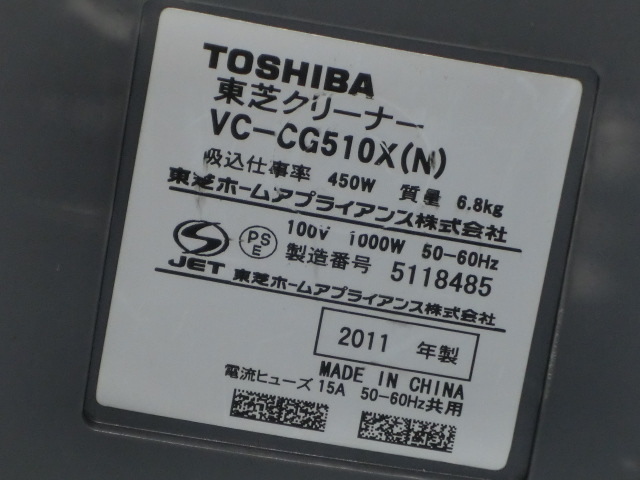 TOSHIBA
東芝クリーナー
VC-CG510X(N)
吸込仕事率 450W 質量 6.8kg
東芝ホームアプライアンス株式会社
PS E 100V 1000W 50-60Hz
JET 製造番号 5118485
東芝ホームアプライアンス株式会社
2011 年製
MADE IN CHINA
電流ヒューズ 15A 50-60Hz共用